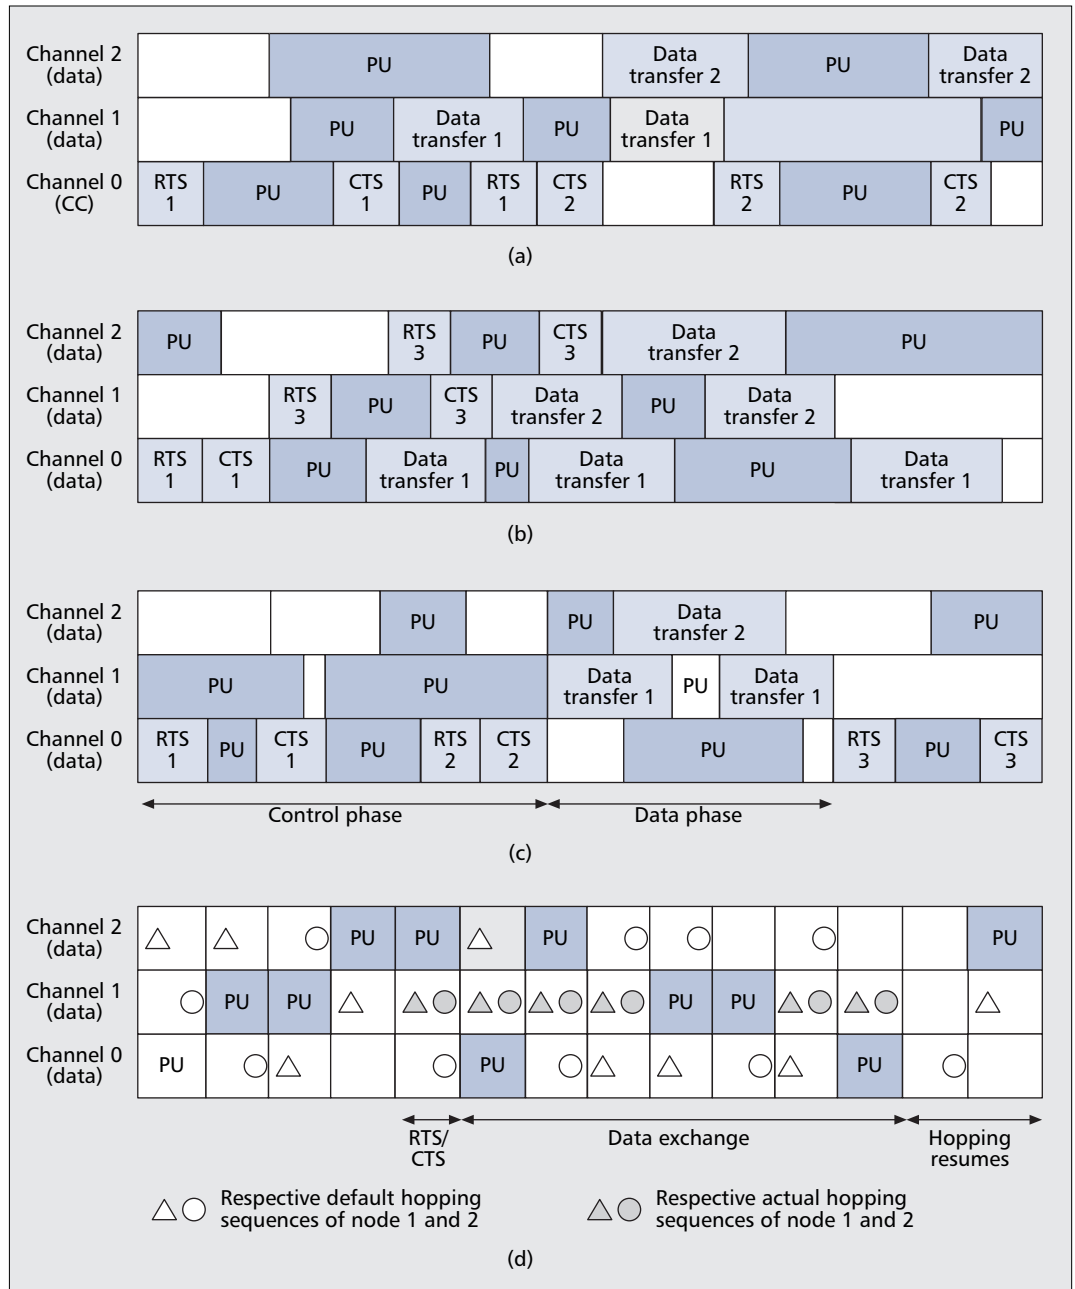 Channel 2
(data)
PU
Data
transfer 2
PU
Data
transfer 2
Channel 1
(data)
PU
Data
transfer 1
PU
Data
transfer 1
PU
Channel 0
(CC)
RTS
1
PU
CTS
1
PU
RTS
1
CTS
2
RTS
2
PU
CTS
2
(a)
Channel 2
(data)
PU
RTS
3
PU
CTS
3
Data
transfer 2
PU
Channel 1
(data)
RTS
3
PU
CTS
3
Data
transfer 2
PU
Data
transfer 2
Channel 0
(data)
RTS
1
CTS
1
PU
Data
transfer 1
PU
Data
transfer 1
PU
Data
transfer 1
(b)
Channel 2
(data)
PU
PU
Data
transfer 2
PU
Channel 1
(data)
PU
PU
Data
transfer 1
PU
Data
transfer 1
Channel 0
(data)
RTS
1
PU
CTS
1
PU
RTS
2
CTS
2
PU
RTS
3
PU
CTS
3
Control phase
Data phase
(c)
Channel 2
(data)
PU
PU
PU
PU
Channel 1
(data)
PU
PU
PU
PU
Channel 0
(data)
PU
PU
PU
RTS/
CTS
Data exchange
Hopping
resumes
Respective default hopping
sequences of node 1 and 2
Respective actual hopping
sequences of node 1 and 2
(d)